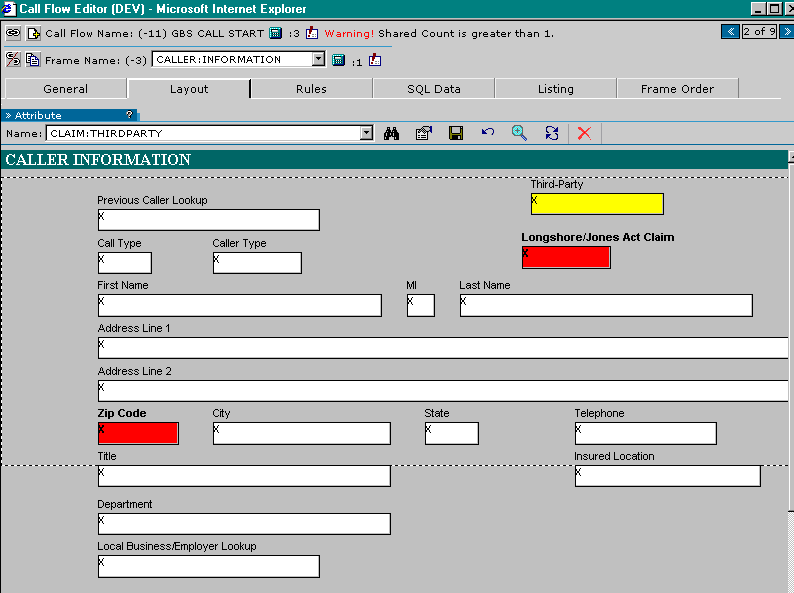 Call Flow Editor (DEV) - Microsoft Internet Explorer
Call Flow Name: (-11) GBS CALL START :3 Warning! Shared Count is greater than 1. « 2 of 9 »
Frame Name: (-3) CALLER:INFORMATION :1
General Layout Rules SQL Data Listing Frame Order
» Attribute ?
Name: CLAIM:THIRDPARTY
CALLER INFORMATION
Third-Party
X
Previous Caller Lookup
X
Longshore/Jones Act Claim
X
Call Type Caller Type
X X
First Name MI Last Name
X X X
Address Line 1
X
Address Line 2
X
Zip Code City State Telephone
X X X X
Title Insured Location
X X
Department
X
Local Business/Employer Lookup
X